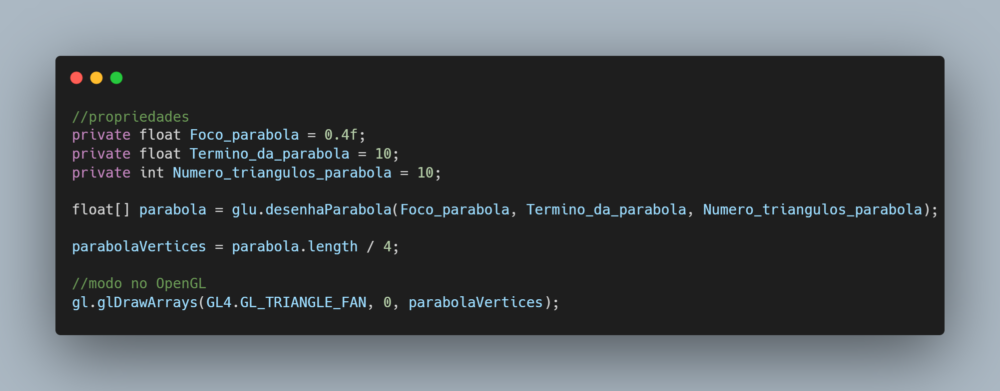 //propriedades
private float Foco_parabola = 0.4f;
private float Termino_da_parabola = 10;
private int Numero_triangulos_parabola = 10;
float[] parabola = glu.desenhaParabola(Foco_parabola, Termino_da_parabola, Numero_triangulos_parabola);
parabolaVertices = parabola.length / 4;
//modo no OpenGL
gl.glDrawArrays(GL4.GL_TRIANGLE_FAN, 0, parabolaVertices);